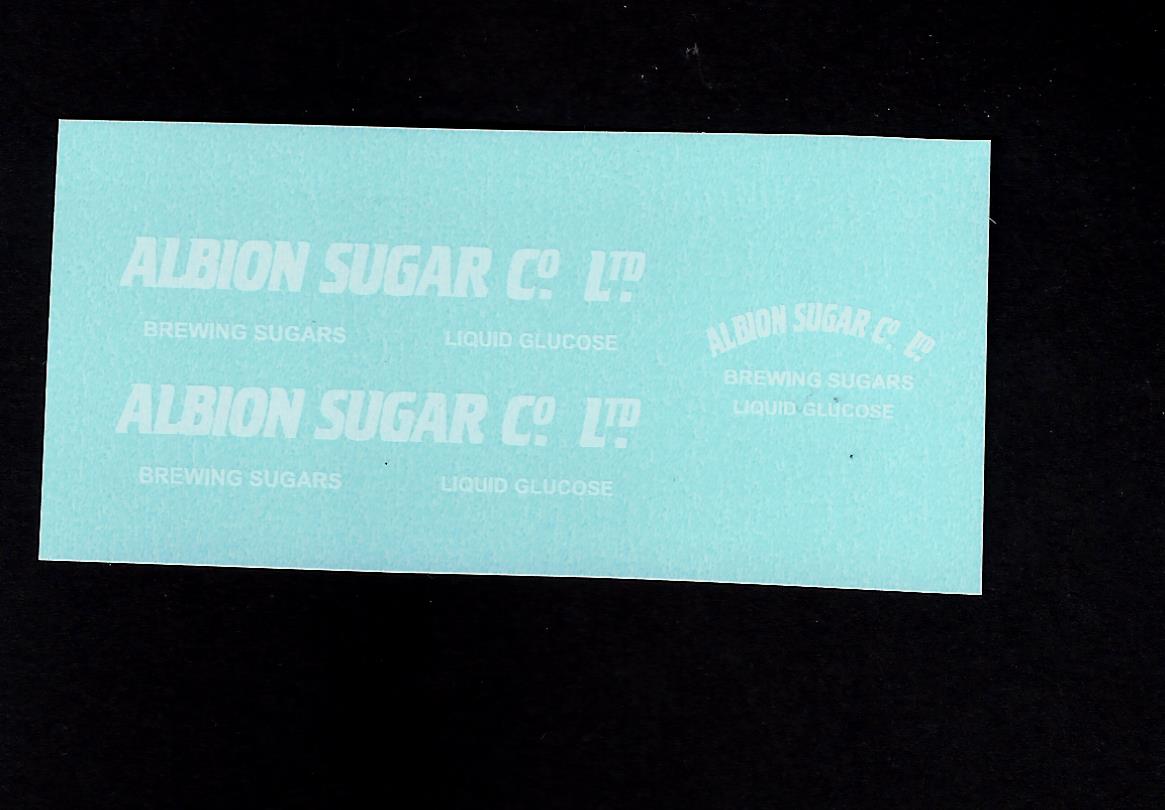 ALBION SUGAR Cº. LTD.
BREWING SUGARS LIQUID GLUCOSE
ALBION SUGAR Cº. LTD.
BREWING SUGARS LIQUID GLUCOSE
ALBION SUGAR Cº. LTD.
BREWING SUGARS
LIQUID GLUCOSE